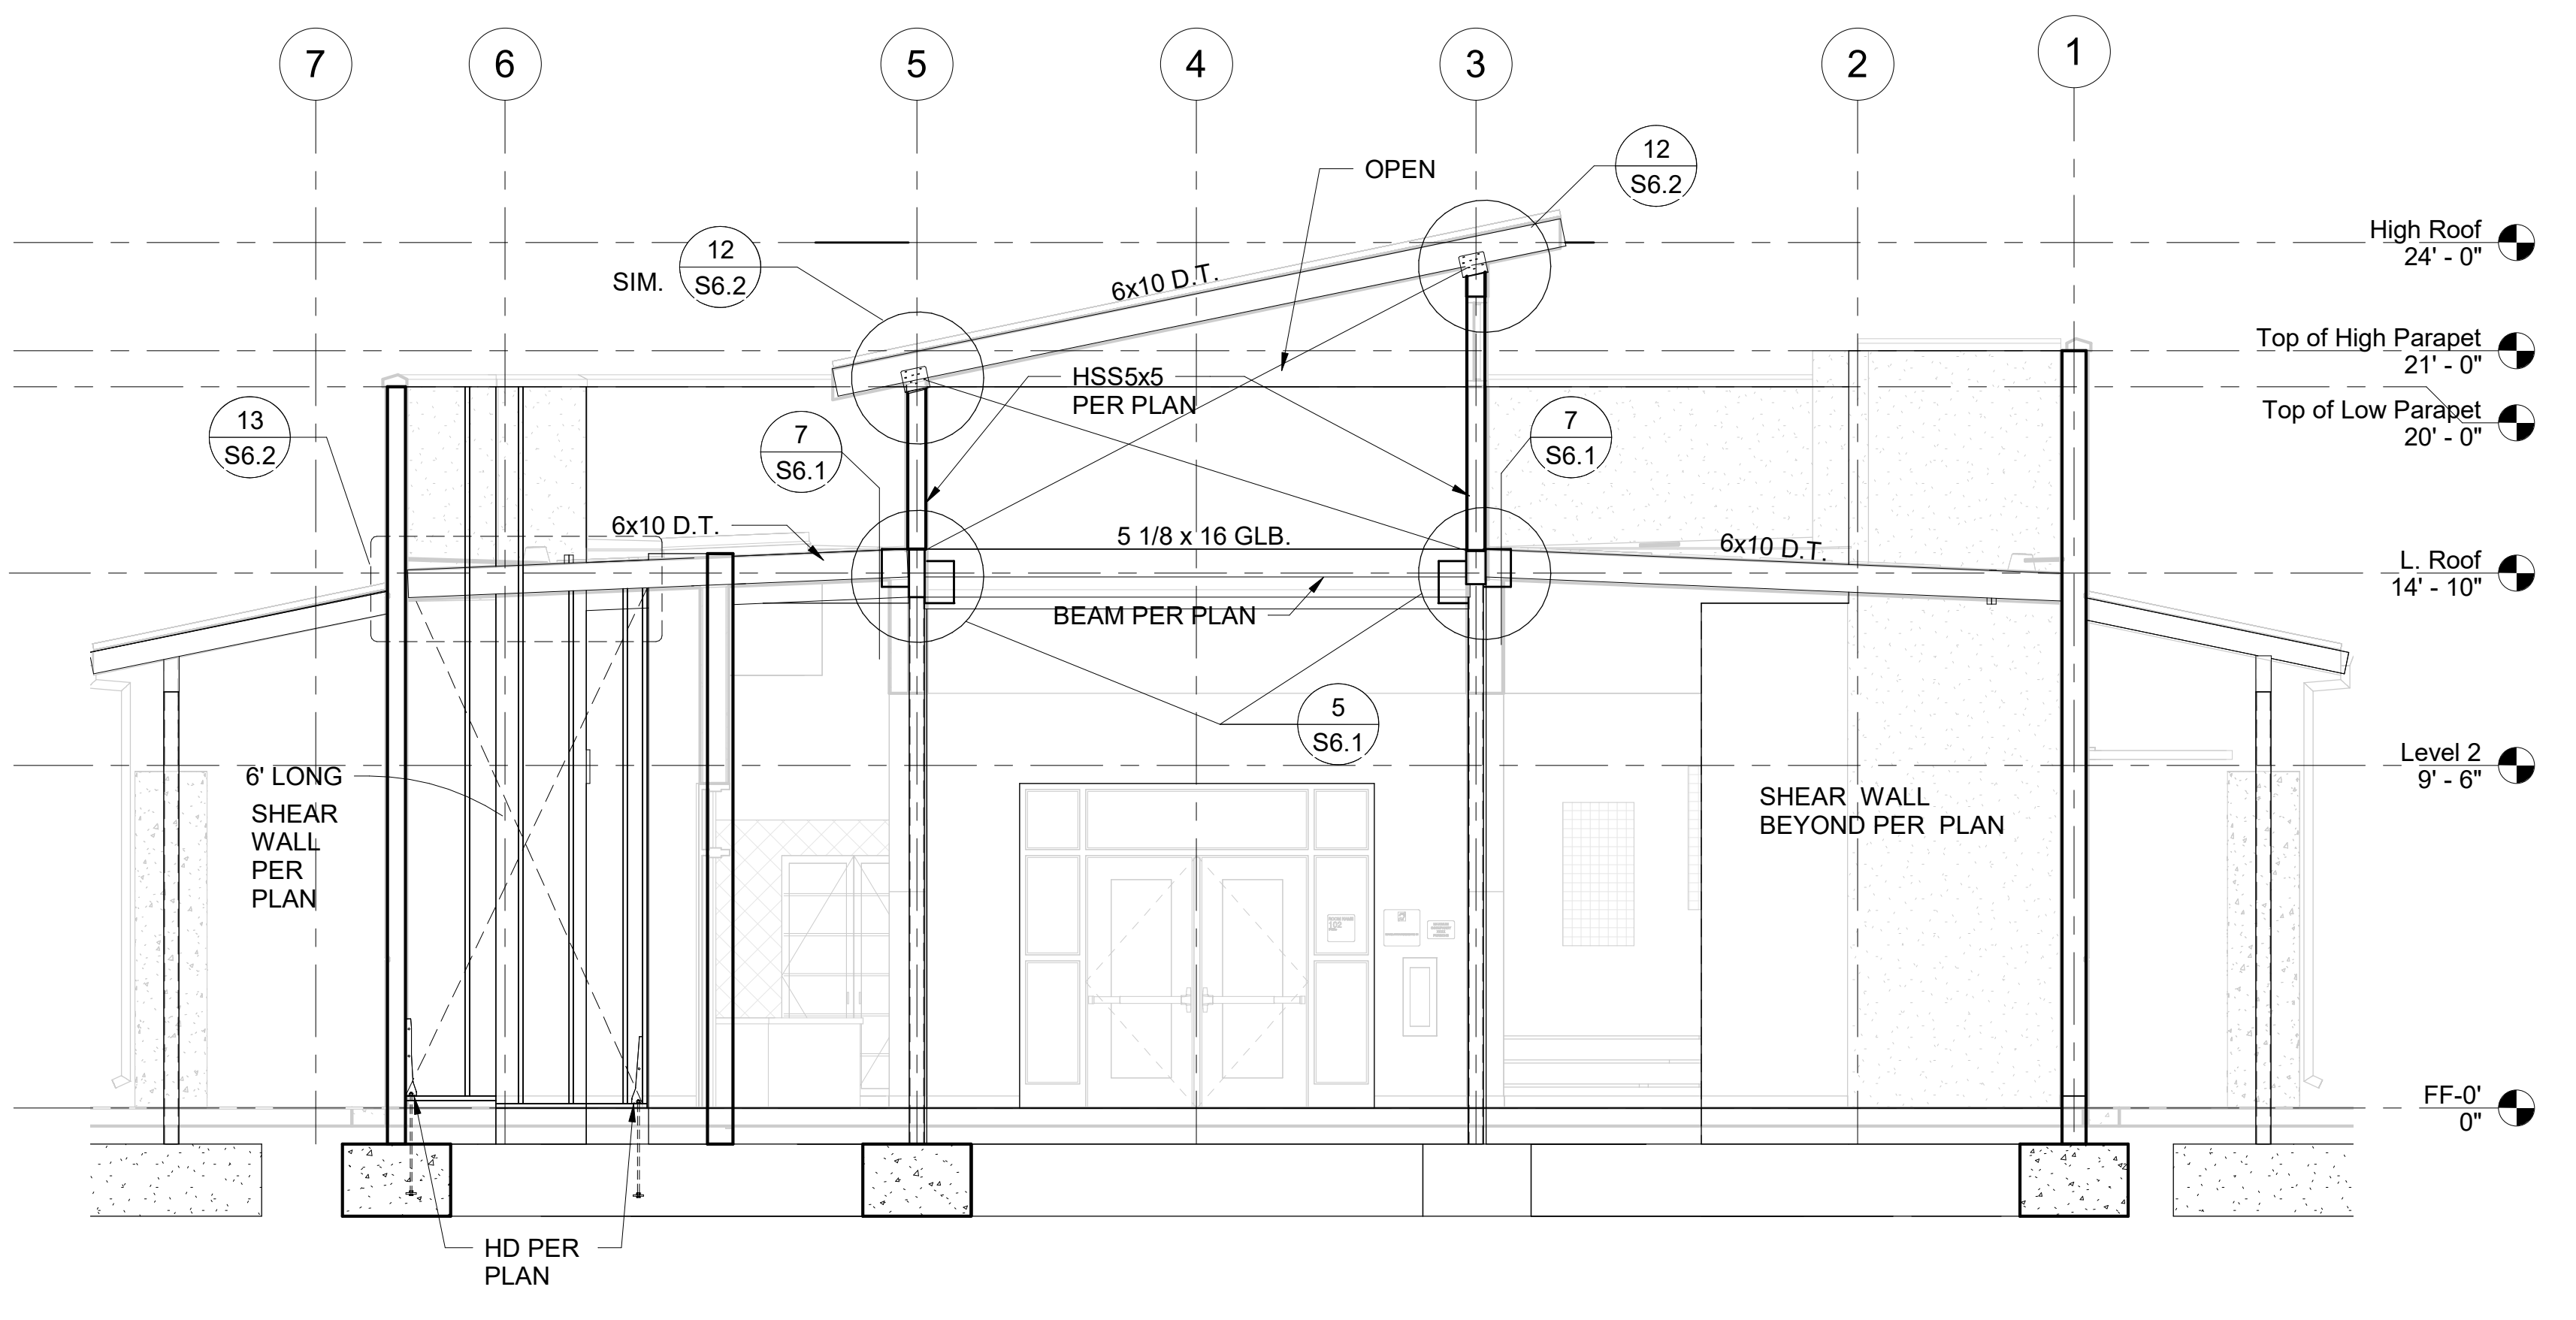 7
6
5
4
3
2
1
OPEN
12
S6.2
High Roof
24' - 0"
12
SIM.
S6.2
6x10 D.T.
Top of High Parapet
21' - 0"
HSS5x5
PER PLAN
Top of Low Parapet
20' - 0"
13
S6.2
7
S6.1
7
S6.1
6x10 D.T.
5 1/8 x 16 GLB.
6x10 D.T.
L. Roof
14' - 10"
BEAM PER PLAN
5
S6.1
Level 2
9' - 6"
6' LONG
SHEAR
WALL
PER
PLAN
SHEAR WALL
BEYOND PER PLAN
102
FF-0'
0"
HD PER
PLAN